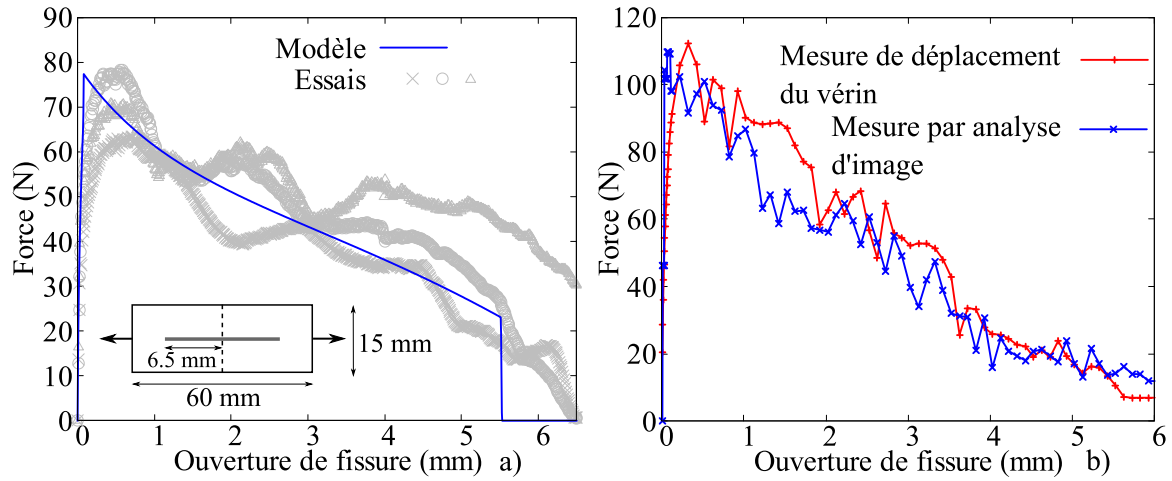 90
80
70
60
50
40
30
20
10
0
Force (N)
Modèle
Essais
6.5 mm
15 mm
60 mm
0 1 2 3 4 5 6
Ouverture de fissure (mm) a)
120
100
80
60
40
20
0
Force (N)
Mesure de déplacement
du vérin
Mesure par analyse
d'image
0 1 2 3 4 5 6
Ouverture de fissure (mm) b)